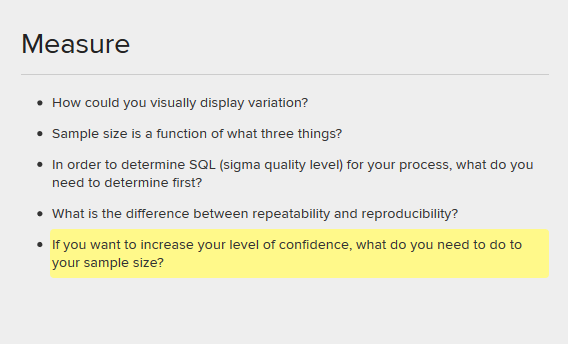 Measure
• How could you visually display variation?
• Sample size is a function of what three things?
• In order to determine SQL (sigma quality level) for your process, what do you
need to determine first?
• What is the difference between repeatability and reproducibility?
• If you want to increase your level of confidence, what do you need to do to
your sample size?